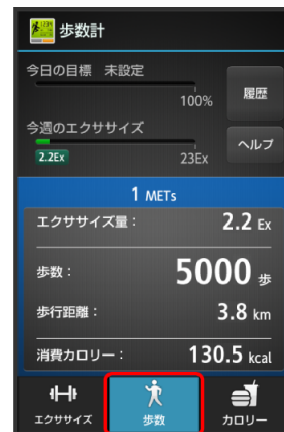 歩数計
今日の目標 未設定
100%
履歴
今週のエクササイズ
2.2Ex
23Ex
ヘルプ
1 METs
エクササイズ量： 2.2 Ex
歩数： 5000 歩
歩行距離： 3.8 km
消費カロリー： 130.5 kcal
エクササイズ 歩数 カロリー